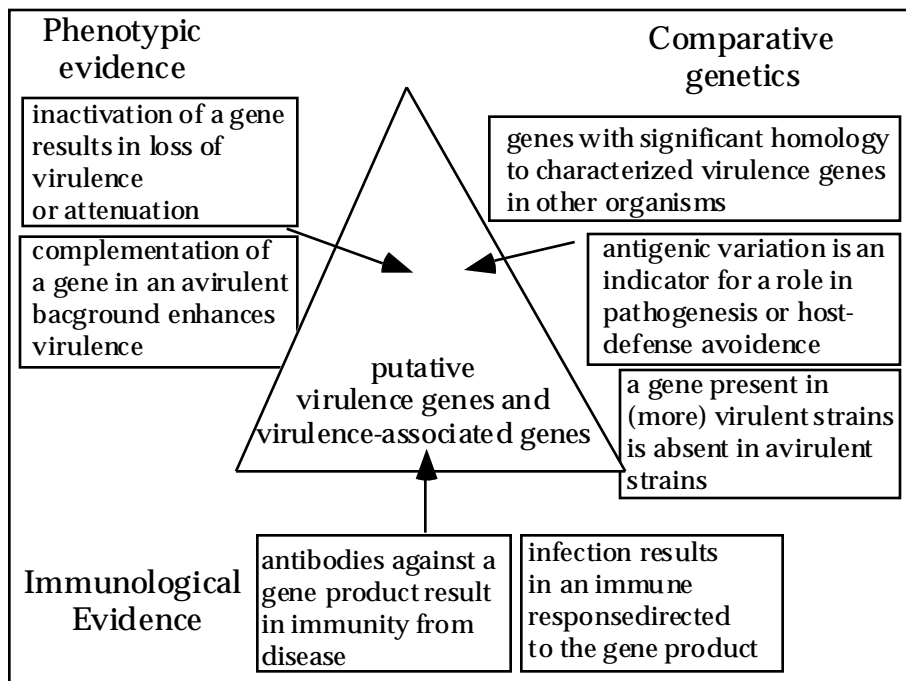 Phenotypic
evidence
inactivation of a gene
results in loss of
virulence
or attenuation
complementation of
a gene in an avirulent
bacground enhances
virulence
Comparative
genetics
genes with significant homology
to characterized virulence genes
in other organisms
antigenic variation is an
indicator for a role in
pathogenesis or host-
defense avoidence
a gene present in
(more) virulent strains
is absent in avirulent
strains
putative
virulence genes and
virulence-associated genes
Immunological
Evidence
antibodies against a
gene product result
in immunity from
disease
infection results
in an immune
responsedirected
to the gene product